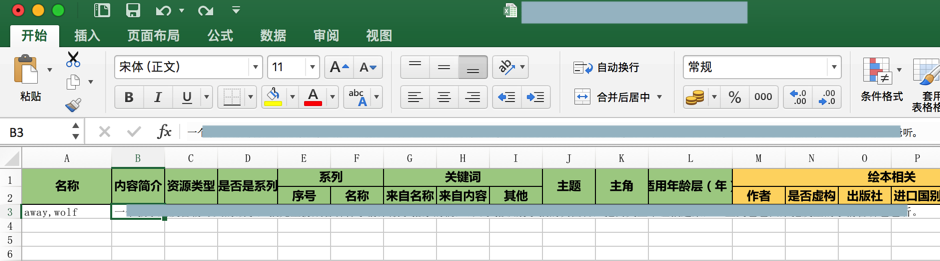 开始 插入 页面布局 公式 数据 审阅 视图
宋体 (正文) 11 A A 自动换行 常规
粘贴 B I U A abc A 合并后居中 % 000 .0 .00 .00 .0 条件格式 套用
表格格
B3 fx 一 听。
A B C D E F G H I J K L M N O P
1 名称 内容简介 资源类型 是否是系列 系列 关键词 主题 主角 适用年龄层（年 绘本相关
2 序号 名称 来自名称 来自内容 其他 作者 是否虚构 出版社 进口国别
3 away,wolf 一 听。
4
5
6